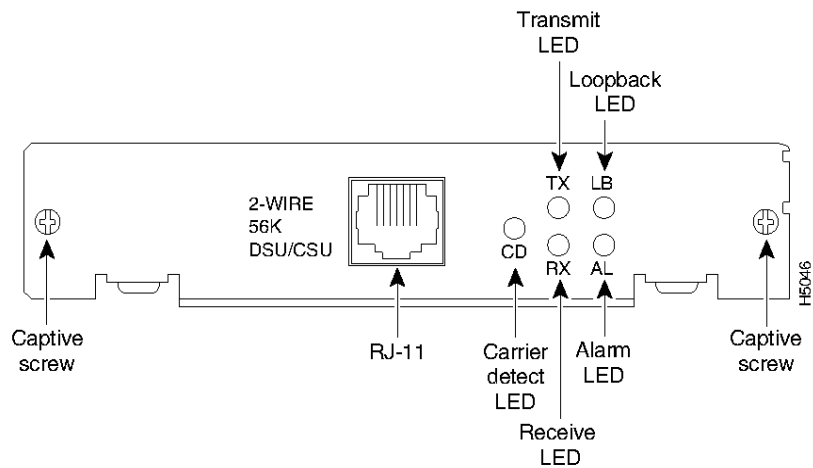 Transmit
LED
Loopback
LED
TX LB
2-WIRE
56K
DSU/CSU
CD
RX AL
H5046
Captive
screw
RJ-11
Carrier
detect
LED
Alarm
LED
Captive
screw
Receive
LED